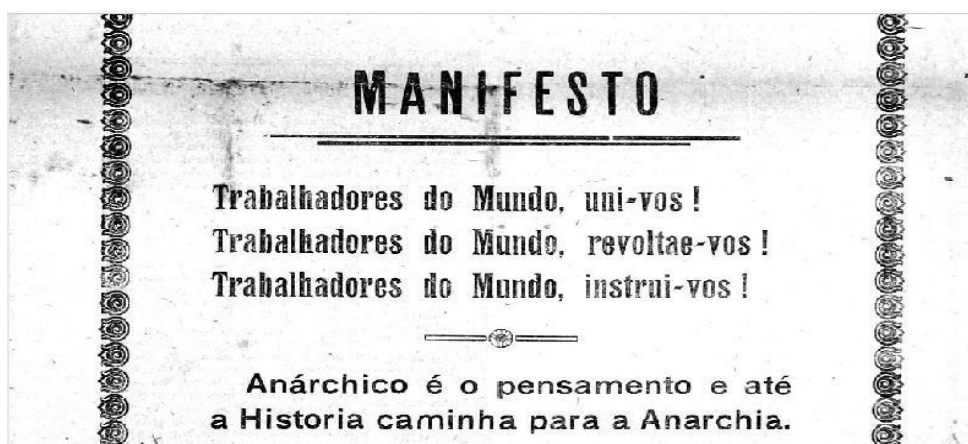 MANIFESTO
Trabalhadores do Mundo, uni-vos !
Trabalhadores do Mundo, revoltae-vos !
Trabalhadores do Mundo, instrui-vos !
Anárchico é o pensamento e até
a Historia caminha para a Anarchia.